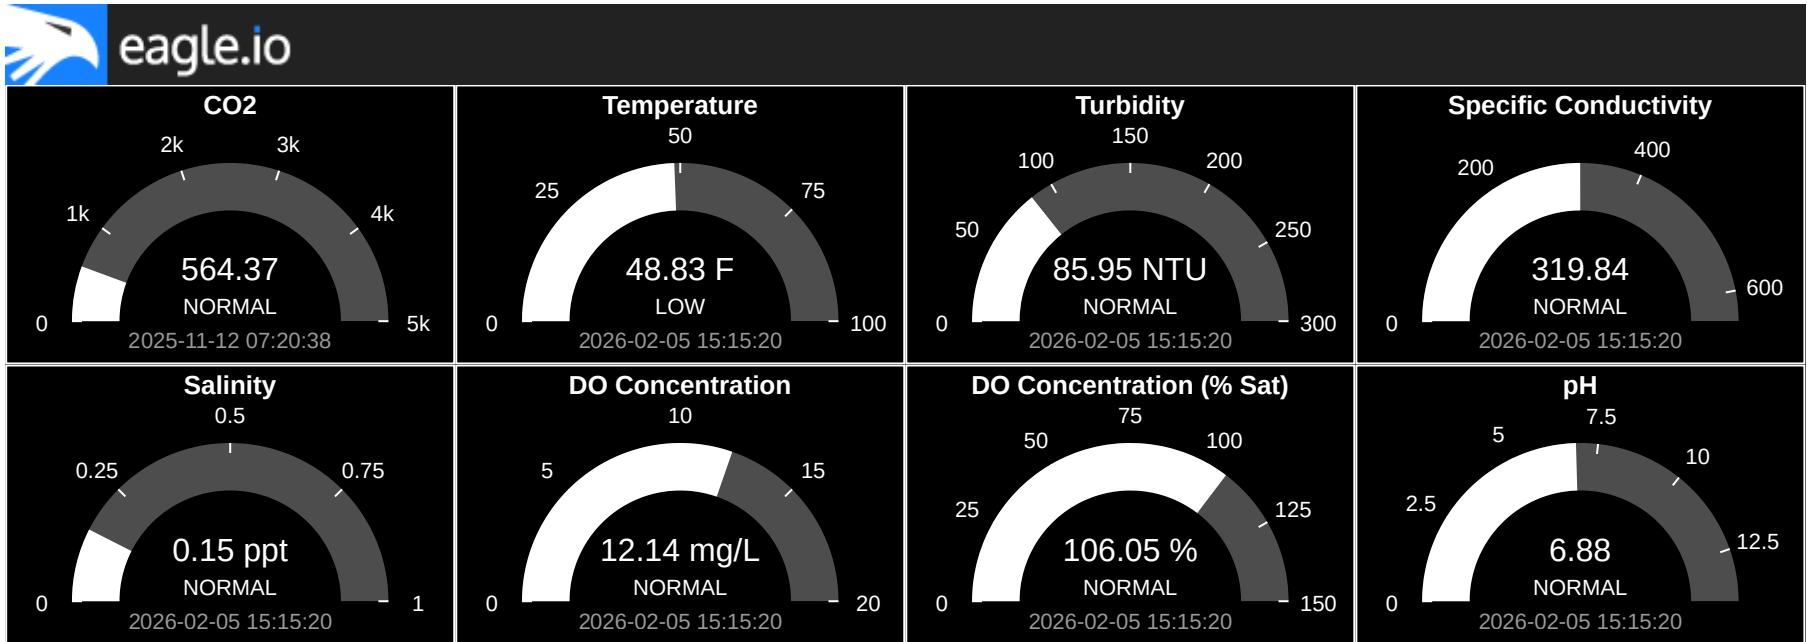 eagle.io
CO2
2k
3k
1k
4k
0
5k
564.37
NORMAL
2025-11-12 07:20:38
Temperature
50
25
75
0
100
48.83 F
LOW
2026-02-05 15:15:20
Turbidity
150
100
200
50
250
0
300
85.95 NTU
NORMAL
2026-02-05 15:15:20
Specific Conductivity
400
200
600
0
319.84
NORMAL
2026-02-05 15:15:20
Salinity
0.5
0.25
0.75
0
1
0.15 ppt
NORMAL
2026-02-05 15:15:20
DO Concentration
10
5
15
0
20
12.14 mg/L
NORMAL
2026-02-05 15:15:20
DO Concentration (% Sat)
75
50
100
25
125
0
150
106.05 %
NORMAL
2026-02-05 15:15:20
pH
7.5
5
10
2.5
12.5
0
6.88
NORMAL
2026-02-05 15:15:20